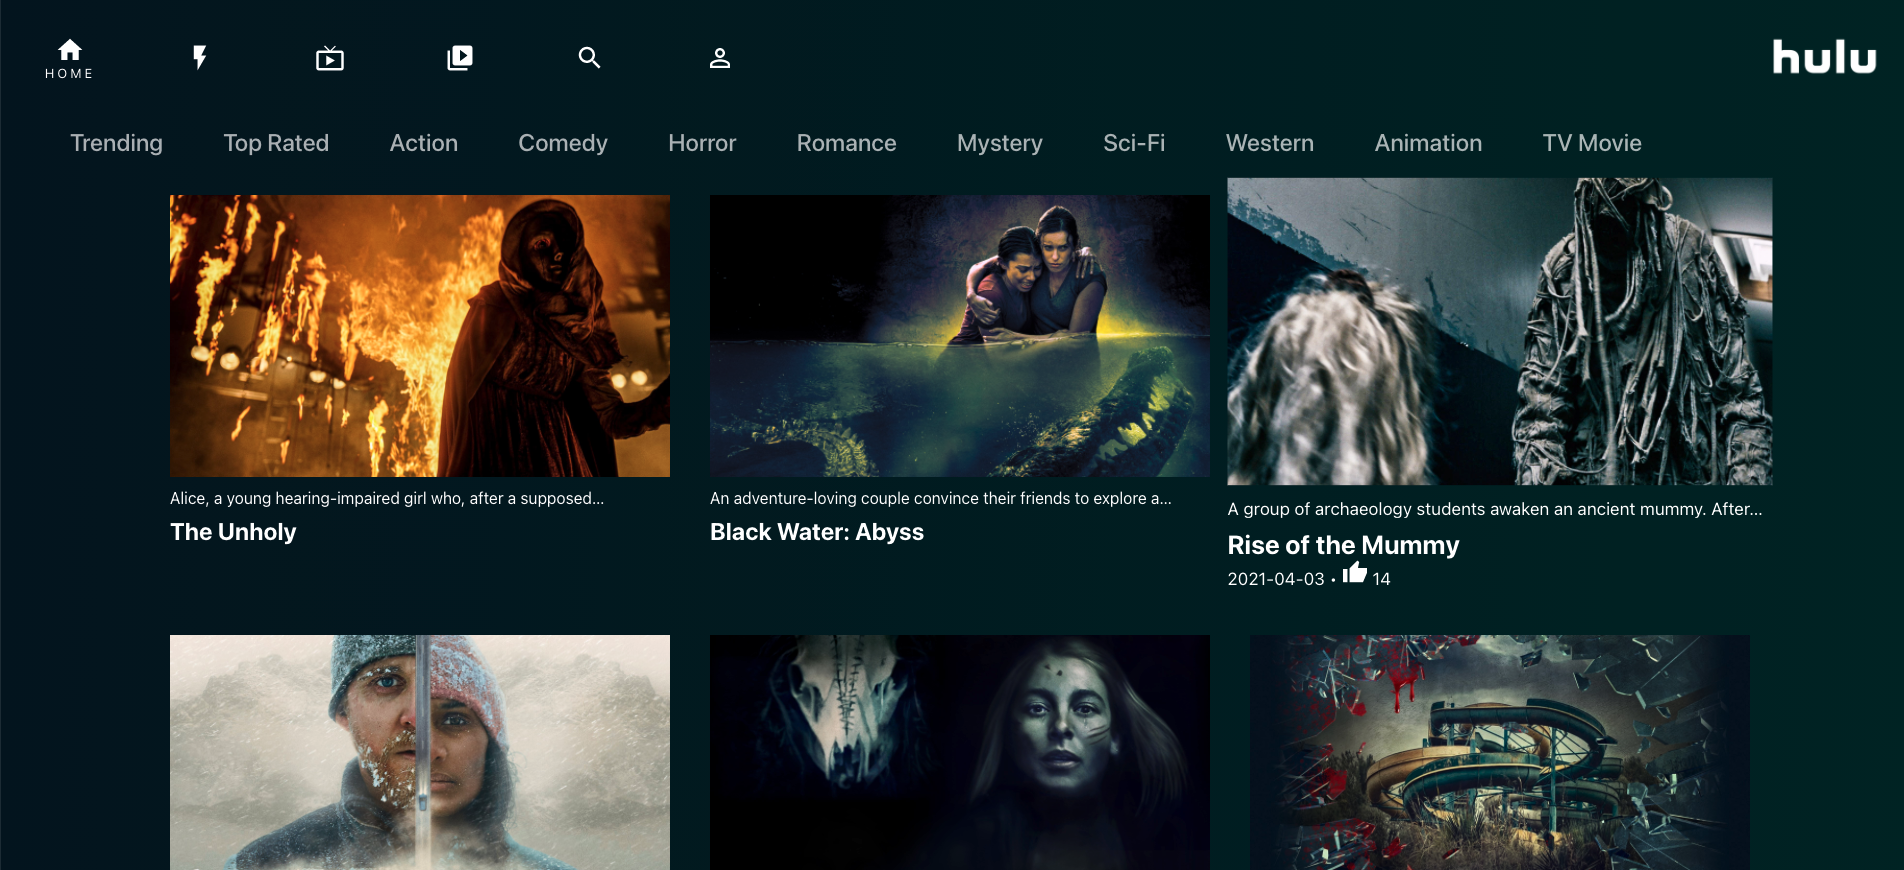 HOME
hulu
Trending Top Rated Action Comedy Horror Romance Mystery Sci-Fi Western Animation TV Movie
Alice, a young hearing-impaired girl who, after a supposed...
The Unholy
An adventure-loving couple convince their friends to explore a...
Black Water: Abyss
A group of archaeology students awaken an ancient mummy. After...
Rise of the Mummy
2021-04-03 • 14